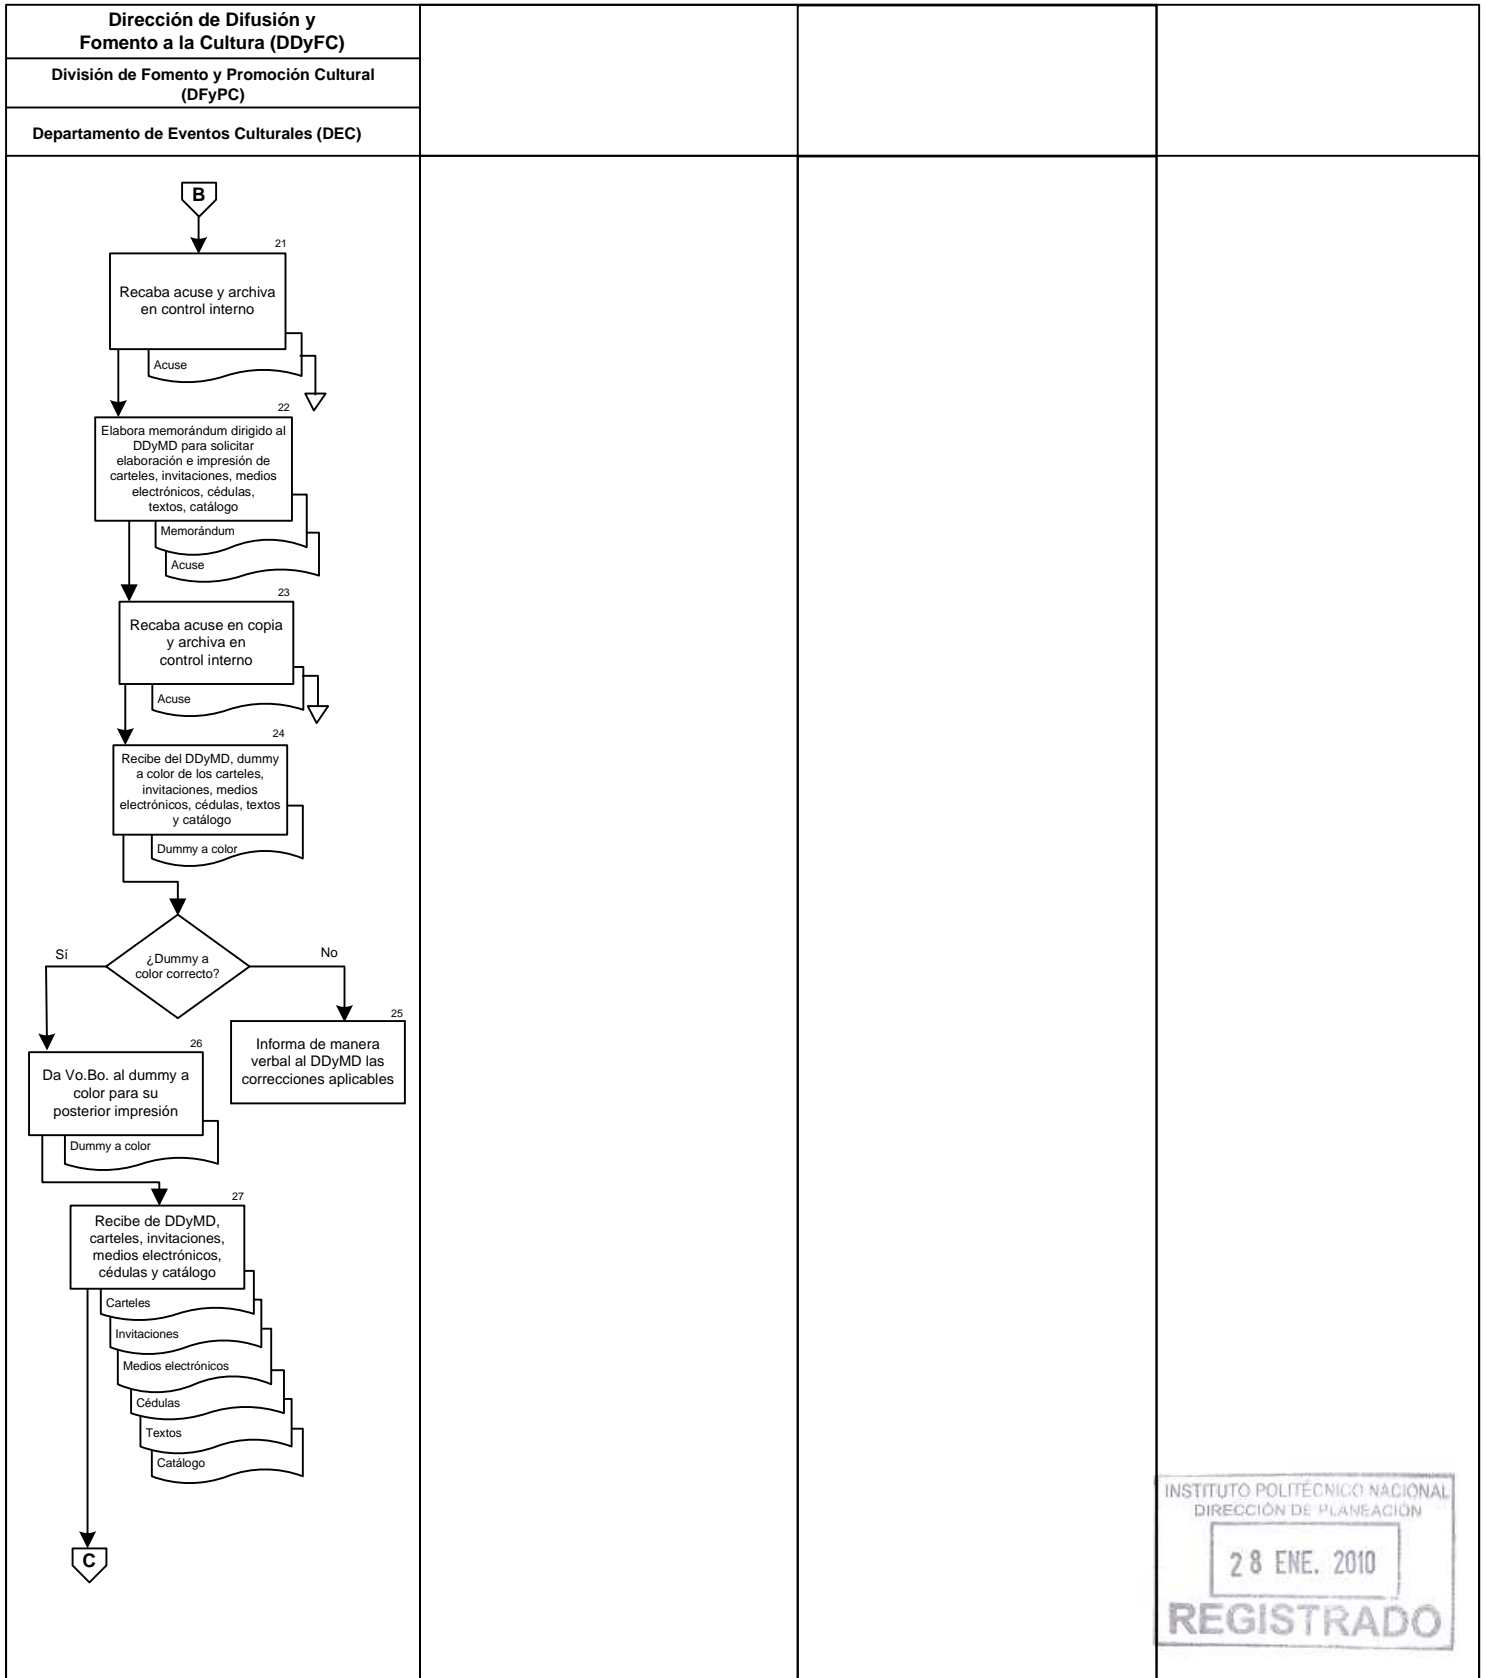 Dirección de Difusión y
Fomento a la Cultura (DDyFC)
División de Fomento y Promoción Cultural
(DFyPC)
Departamento de Eventos Culturales (DEC)
B
21
Recaba acuse y archiva
en control interno
Acuse
22
Elabora memorándum dirigido al
DDyMD para solicitar
elaboración e impresión de
carteles, invitaciones, medios
electrónicos, cédulas,
textos, catálogo
Memorándum
Acuse
23
Recaba acuse en copia
y archiva en
control interno
Acuse
24
Recibe del DDyMD, dummy
a color de los carteles,
invitaciones, medios
electrónicos, cédulas, textos
y catálogo
Dummy a color
¿Dummy a
color correcto?
Sí
No
25
Informa de manera
verbal al DDyMD las
correcciones aplicables
26
Da Vo.Bo. al dummy a
color para su
posterior impresión
Dummy a color
27
Recibe de DDyMD,
carteles, invitaciones,
medios electrónicos,
cédulas y catálogo
Carteles
Invitaciones
Medios electrónicos
Cédulas
Textos
Catálogo
C
INSTITUTO POLITÉCNICO NACIONAL
DIRECCIÓN DE PLANEACIÓN
28 ENE. 2010
REGISTRADO